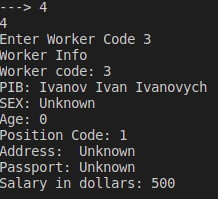 ---> 4
4
Enter Worker Code 3
Worker Info
Worker code: 3
PIB: Ivanov Ivan Ivanovych
SEX: Unknown
Age: 0
Position Code: 1
Address:  Unknown
Passport: Unknown
Salary in dollars: 500